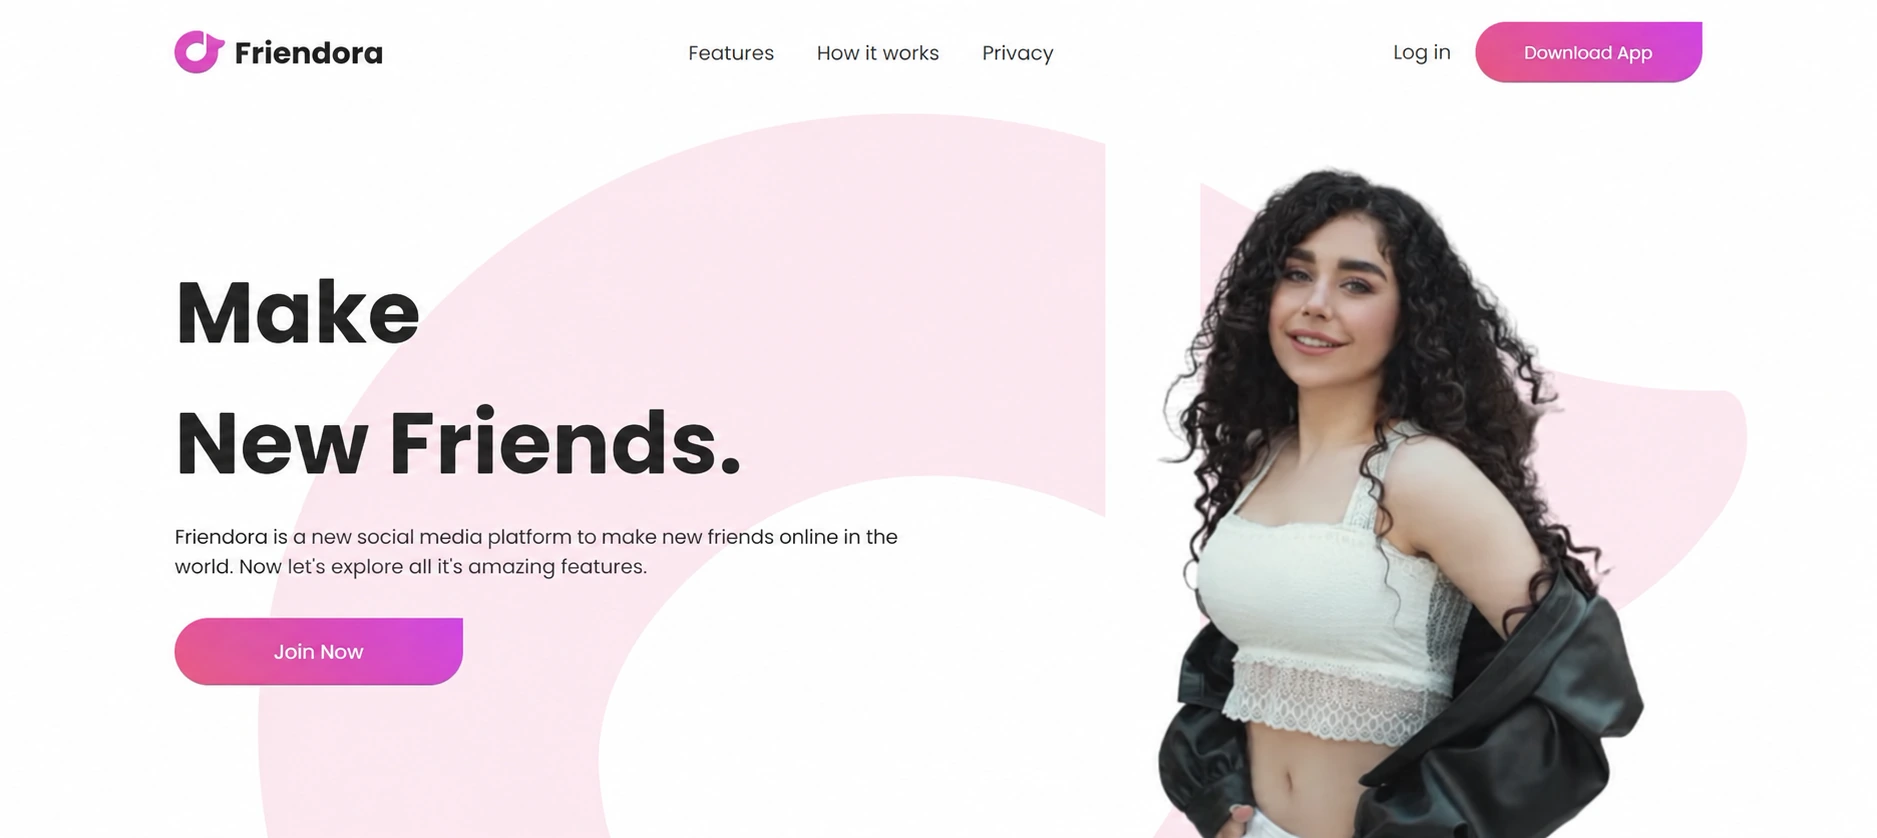 Friendora
Features
How it works
Privacy
Log in
Download App
Make
New Friends.
Friendora is a new social media platform to make new friends online in the
world. Now let's explore all it's amazing features.
Join Now